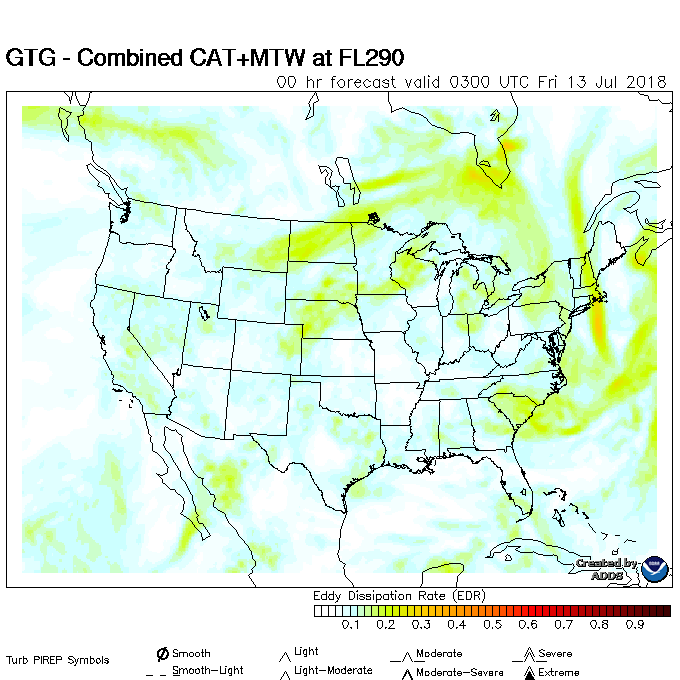 GTG - Combined CAT+MTW at FL290
00 hr forecast valid 0300 UTC Fri 13 Jul 2018
Created by
ADDS
Eddy Dissipation Rate (EDR)
0.1 0.2 0.3 0.4 0.5 0.6 0.7 0.8 0.9
Turb PIREP Symbols
Smooth Light Moderate Severe
Smooth-Light Light-Moderate Moderate-Severe Extreme